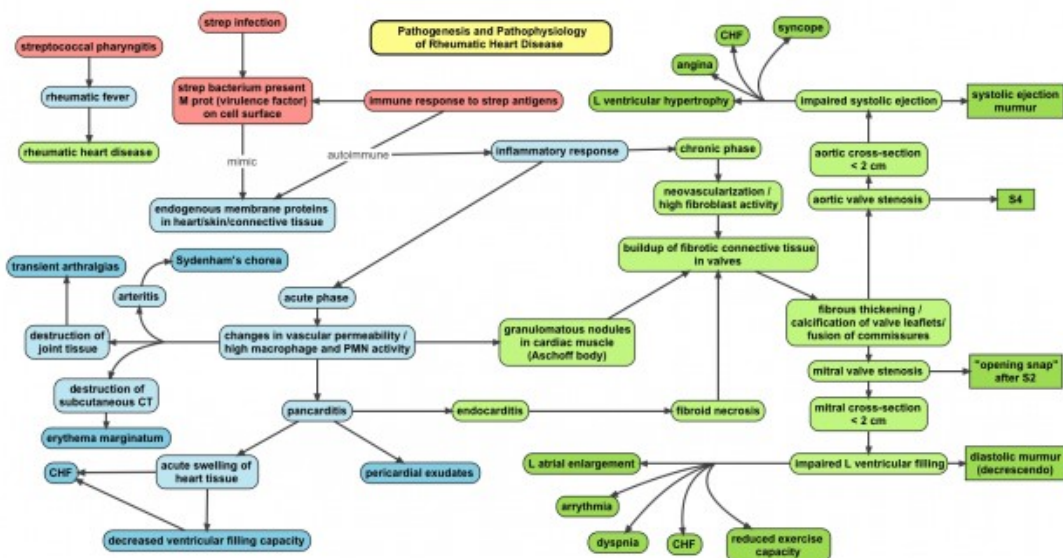 Pathogenesis and Pathophysiology
of Rheumatic Heart Disease
strep infection
streptococcal pharyngitis
rheumatic fever
rheumatic heart disease
strep bacterium present
M prot (virulence factor)
on cell surface
immune response to strep antigens
mimic
autoimmune
endogenous membrane proteins
in heart/skin/connective tissue
inflammatory response
chronic phase
neovascularization /
high fibroblast activity
buildup of fibrotic connective tissue
in valves
acute phase
changes in vascular permeability /
high macrophage and PMN activity
Sydenham's chorea
transient arthralgias
arteritis
destruction of
joint tissue
destruction of
subcutaneous CT
erythema marginatum
granulomatous nodules
in cardiac muscle
(Aschoff body)
pancarditis
endocarditis
fibroid necrosis
acute swelling of
heart tissue
pericardial exudates
CHF
decreased ventricular filling capacity
syncope
CHF
angina
L ventricular hypertrophy
impaired systolic ejection
systolic ejection
murmur
aortic cross-section
< 2 cm
aortic valve stenosis
S4
fibrous thickening /
calcification of valve leaflets/
fusion of commissures
mitral valve stenosis
"opening snap"
after S2
mitral cross-section
< 2 cm
impaired L ventricular filling
diastolic murmur
(decrescendo)
L atrial enlargement
arrythmia
dyspnia
CHF
reduced exercise
capacity